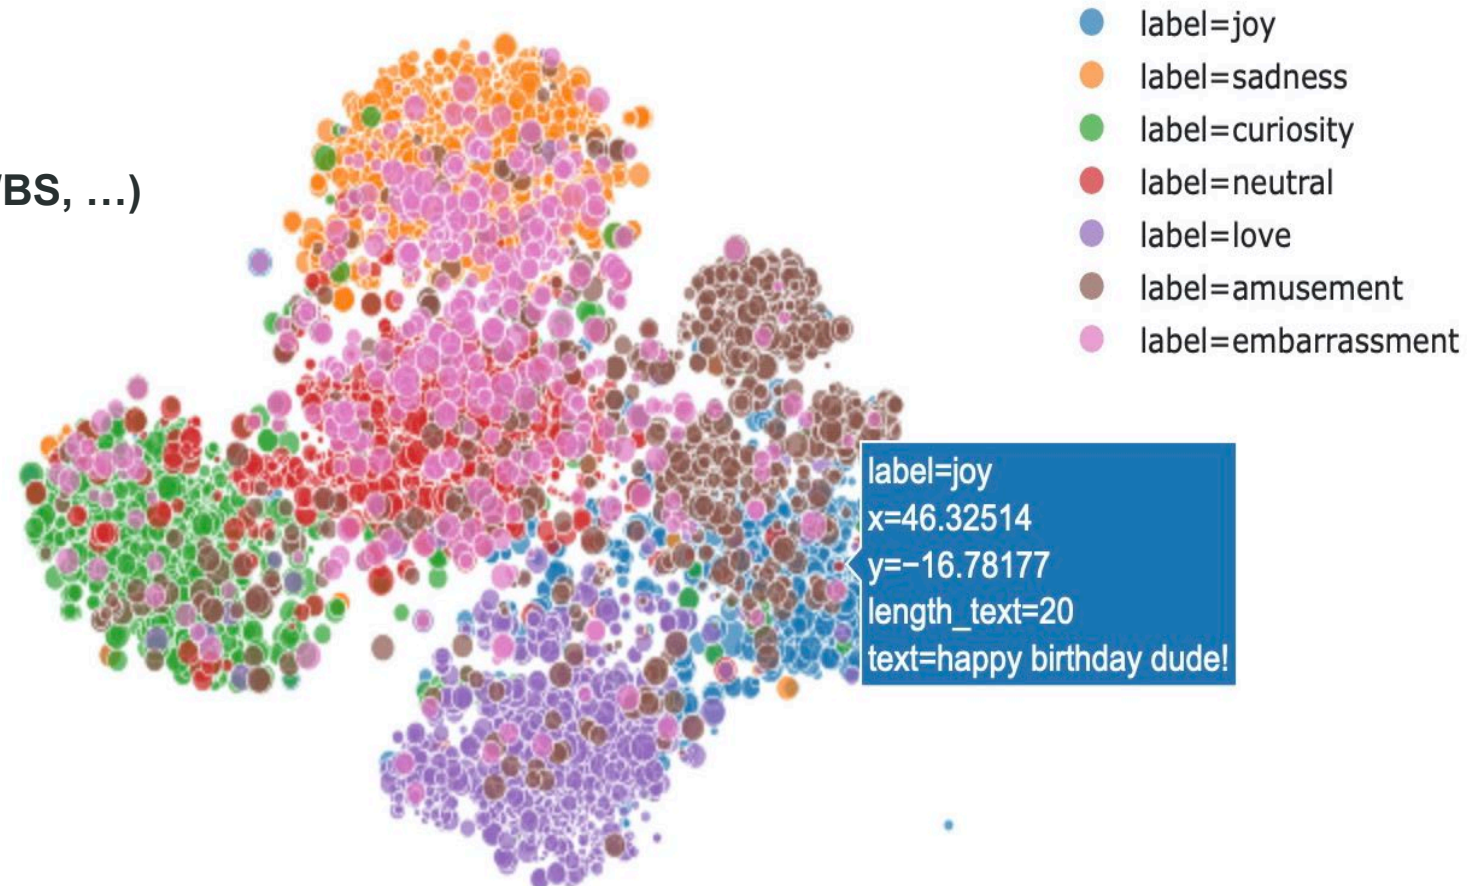 BS, …)
label=joy
label=sadness
label=curiosity
label=neutral
label=love
label=amusement
label=embarrassment
label=joy
x=46.32514
y=−16.78177
length_text=20
text=happy birthday dude!